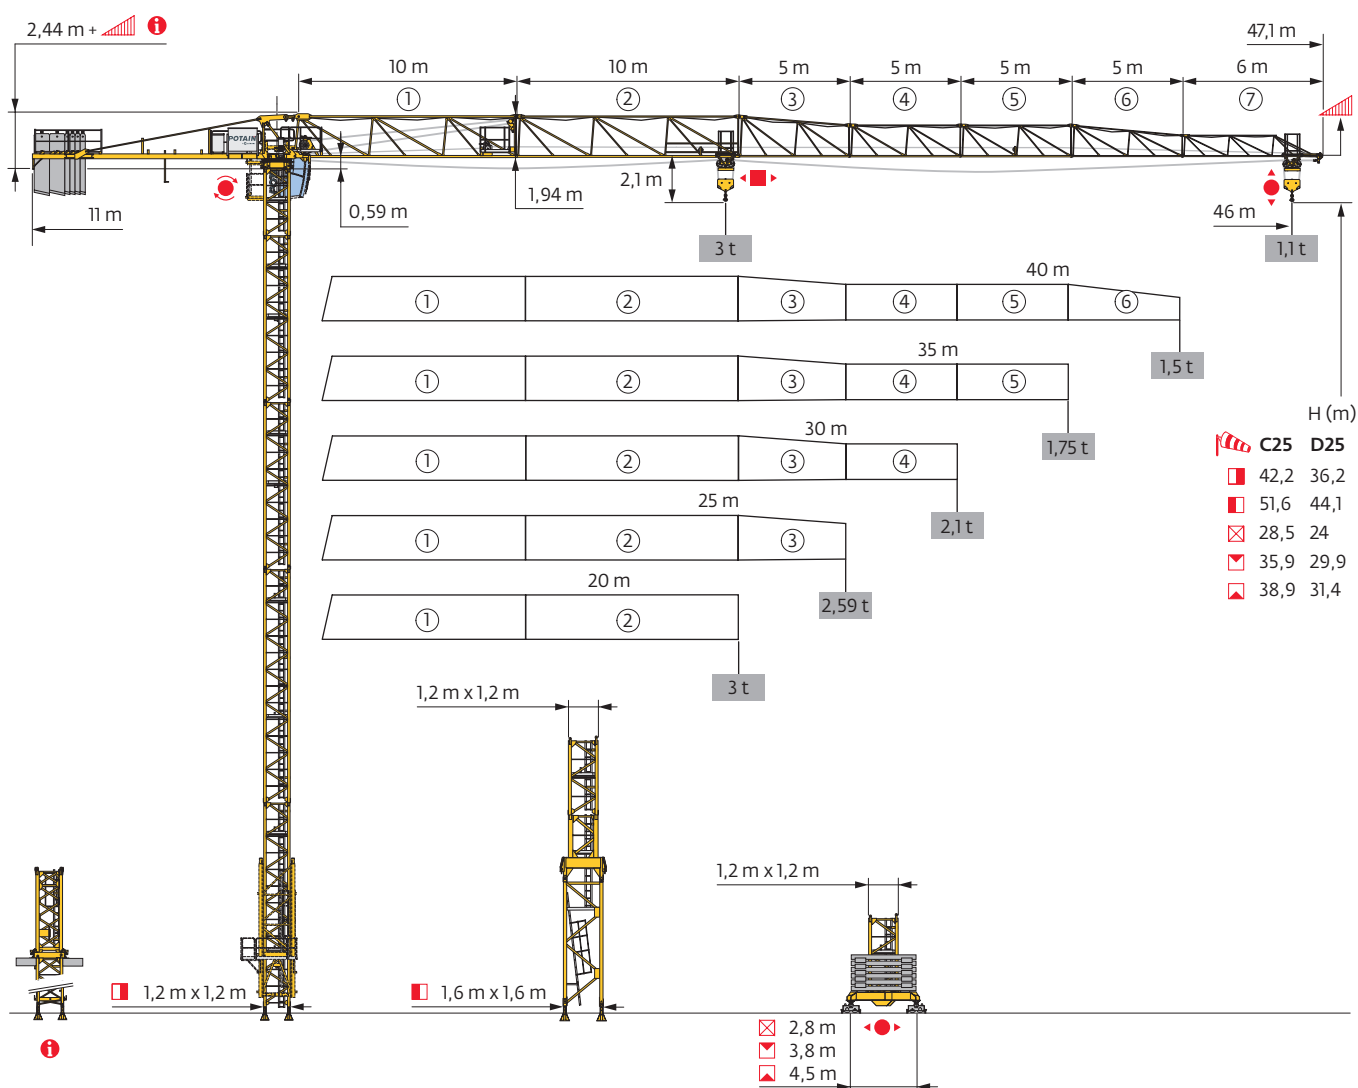 2,44 m +
i
47,1 m
10 m
10 m
5 m
5 m
5 m
5 m
6 m
1
2
3
4
5
6
7
POTAIN
11 m
0,59 m
1,94 m
2,1 m
3 t
46 m
1,1 t
40 m
1
2
3
4
5
6
1,5 t
35 m
1
2
3
4
5
1,75 t
30 m
1
2
3
4
2,1 t
25 m
1
2
3
2,59 t
20 m
1
2
3 t
H (m)
C25 D25
42,2 36,2
51,6 44,1
28,5 24
35,9 29,9
38,9 31,4
1,2 m x 1,2 m
1,2 m x 1,2 m
1,2 m x 1,2 m
1,6 m x 1,6 m
i
2,8 m
3,8 m
4,5 m